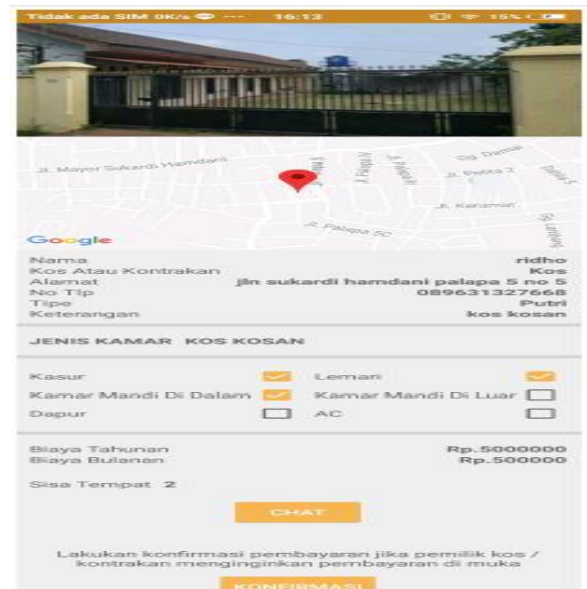 Tidak ada SIM 0K/s ... 16:13 15%
Jl. Mayor Sukardi Hamdani
Jl. Palapa 5C
Jl. Keramat
Google
Nama ridho
Kos Atau Kontrakan Kos
Alamat jln sukardi hamdani palapa 5 no 5
No Tlp 089631327668
Tipe Putri
Keterangan kos kosan
JENIS KAMAR KOS KOSAN
Kasur Lemari
Kamar Mandi Di Dalam Kamar Mandi Di Luar
Dapur AC
Biaya Tahunan Rp.5000000
Biaya Bulanan Rp.500000
Sisa Tempat 2
CHAT
Lakukan konfirmasi pembayaran jika pemilik kos /
kontrakan menginginkan pembayaran di muka
KONFIRMASI